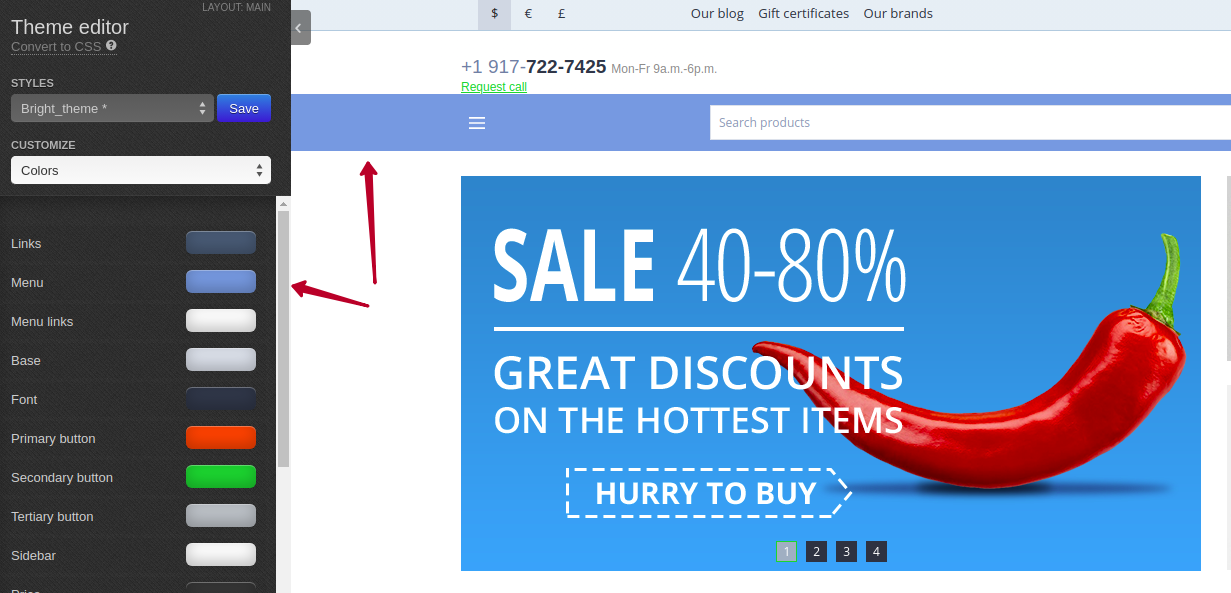 LAYOUT: MAIN
Theme editor
Convert to CSS ?
STYLES
Bright_theme *
Save
CUSTOMIZE
Colors
Links
Menu
Menu links
Base
Font
Primary button
Secondary button
Tertiary button
Sidebar
Price
$ € £ Our blog Gift certificates Our brands
+1 917-722-7425 Mon-Fr 9a.m.-6p.m.
Request call
Search products
SALE 40-80%
GREAT DISCOUNTS
ON THE HOTTEST ITEMS
HURRY TO BUY
1 2 3 4